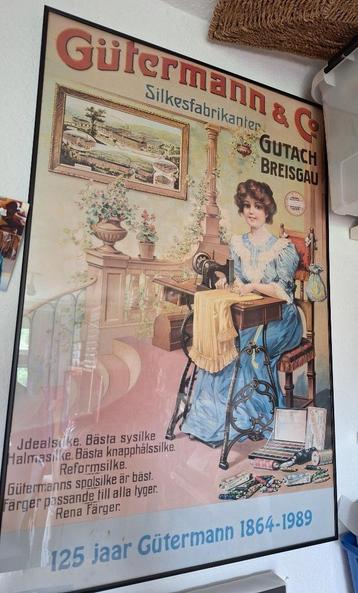 Gütermann & Co
Silkesfabrikanter
GUTACH
BREISGAU
Jdealsilke. Bästa sysilke
Halmasilke. Bästa knapphålssilke.
Reformsilke.
Gütermanns spolsilke är bäst.
Färger passande till alla tyger.
Rena Färger.
125 jaar Gütermann 1864-1989